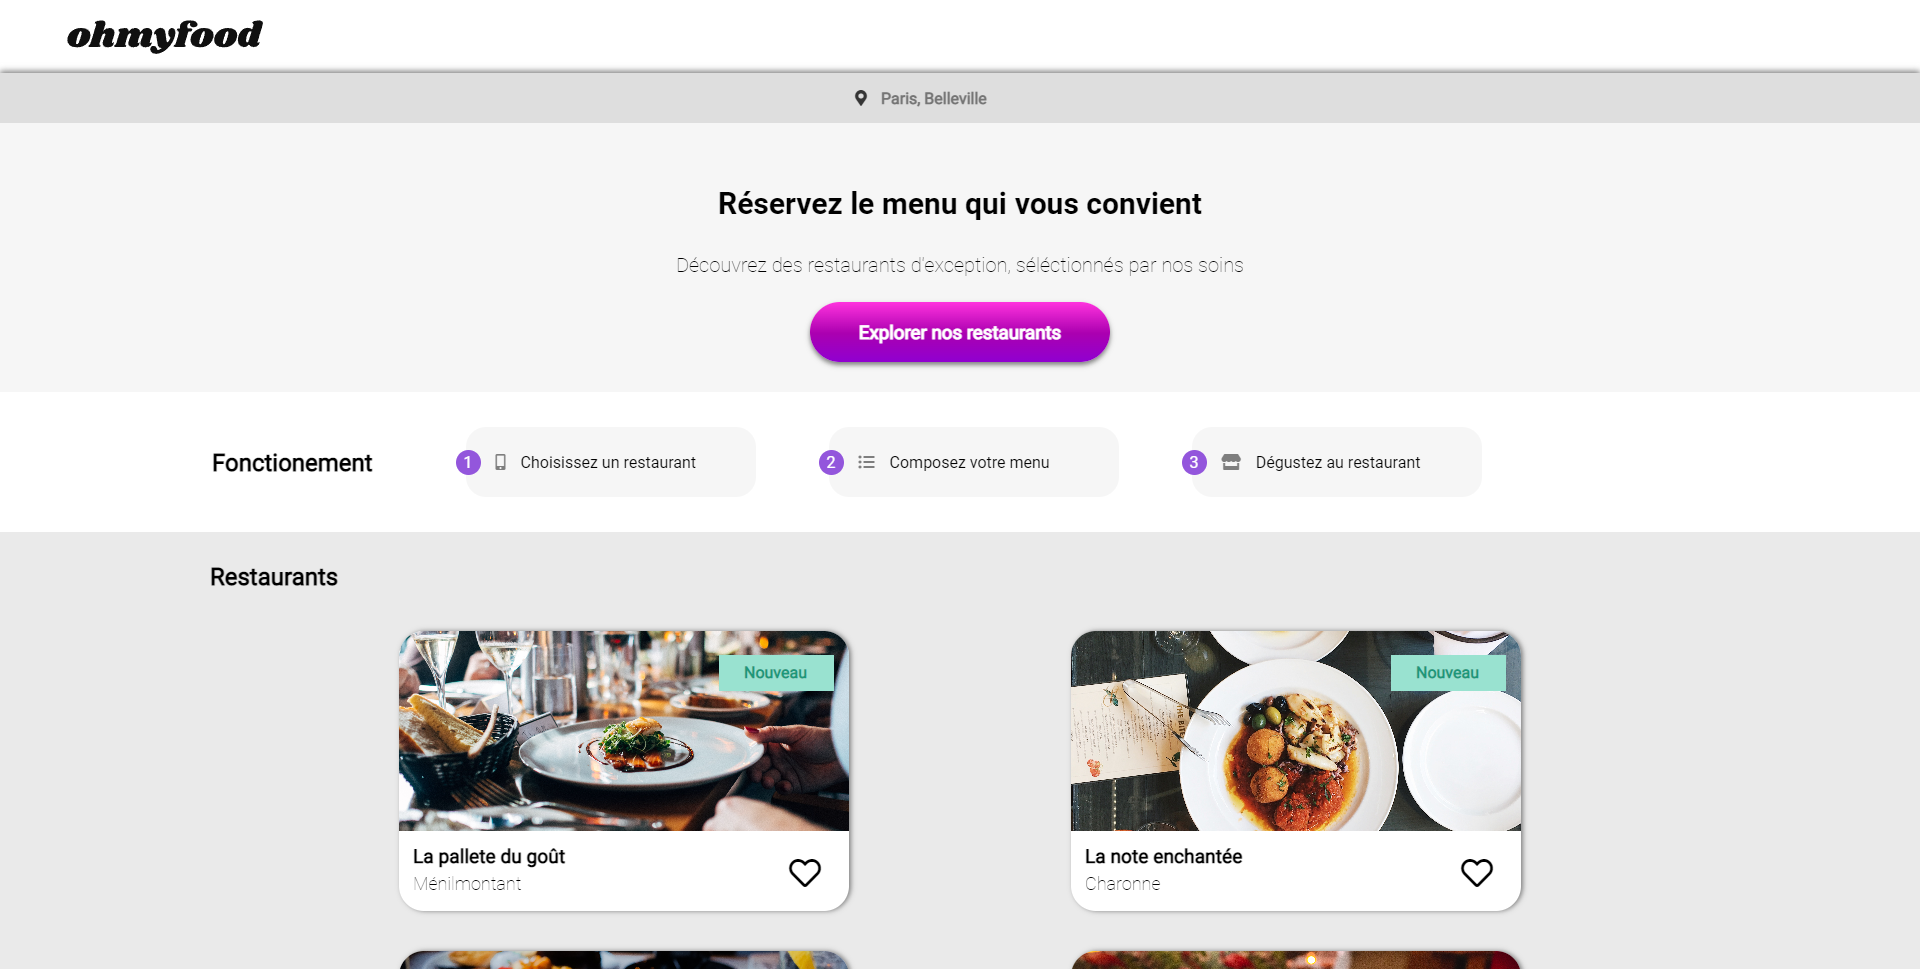 ohmyfood
Paris, Belleville
Réservez le menu qui vous convient
Découvrez des restaurants d'exception, séléctionnés par nos soins
Explorer nos restaurants
Fonctionement
1 Choisissez un restaurant
2 Composez votre menu
3 Dégustez au restaurant
Restaurants
Nouveau
La pallete du goût
Ménilmontant
Nouveau
La note enchantée
Charonne